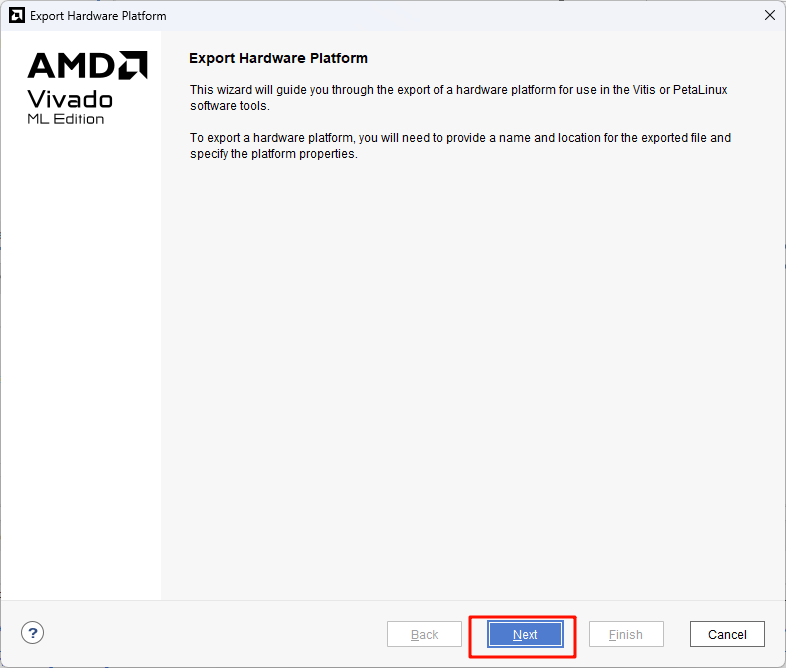 Export Hardware Platform
AMD
Vivado
ML Edition
Export Hardware Platform
This wizard will guide you through the export of a hardware platform for use in the Vitis or PetaLinux
software tools.
To export a hardware platform, you will need to provide a name and location for the exported file and
specify the platform properties.
?
Back
Next
Finish
Cancel